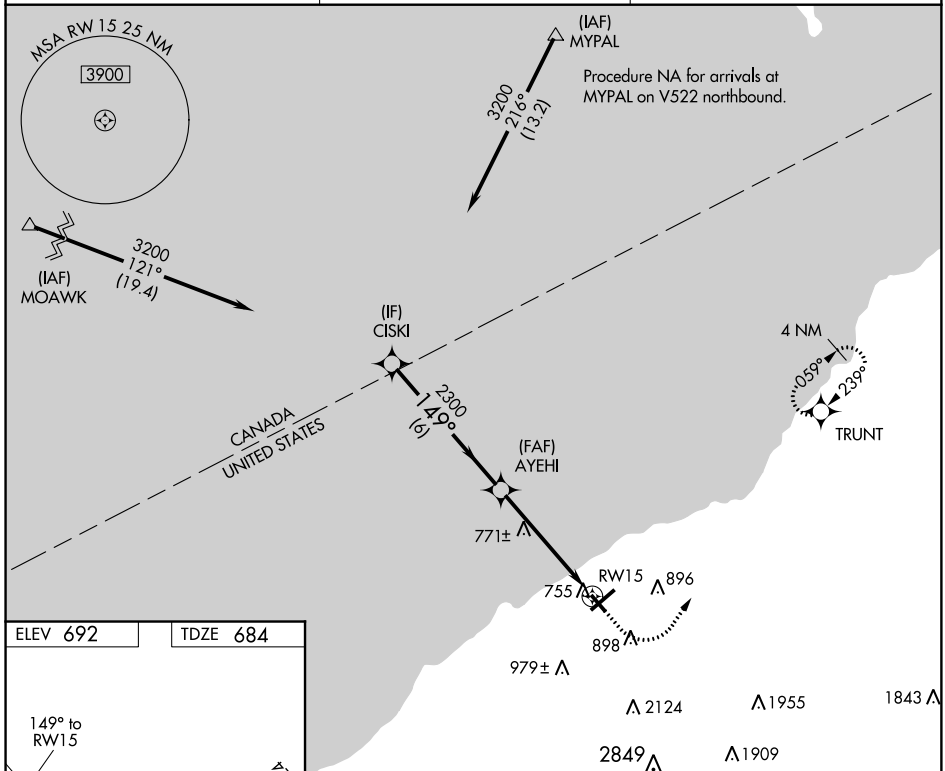 MSA RW 15 25 NM
3900
(IAF)
MYPAL
Procedure NA for arrivals at
MYPAL on V522 northbound.
3200
216°
(13.2)
3200
121°
(19.4)
(IAF)
MOAWK
(IF)
CISKI
4 NM
059°
239°
TRUNT
2300
149°
(6)
CANADA
UNITED STATES
(FAF)
AYEHI
771±
755
RW15
896
898
979±
2124
1955
1843
2849
1909
ELEV 692
TDZE 684
149° to
RW15